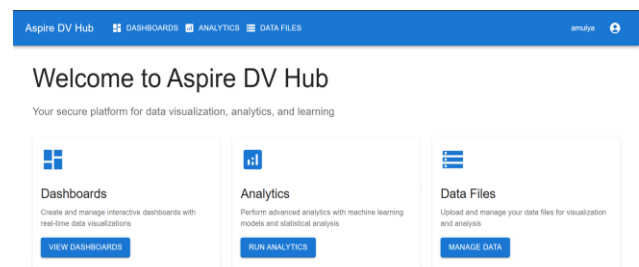 Aspire DV Hub DASHBOARDS ANALYTICS DATA FILES amulya
Welcome to Aspire DV Hub
Your secure platform for data visualization, analytics, and learning
Dashboards
Create and manage interactive dashboards with
real-time data visualizations
VIEW DASHBOARDS
Analytics
Perform advanced analytics with machine learning
models and statistical analysis
RUN ANALYTICS
Data Files
Upload and manage your data files for visualization
and analysis
MANAGE DATA